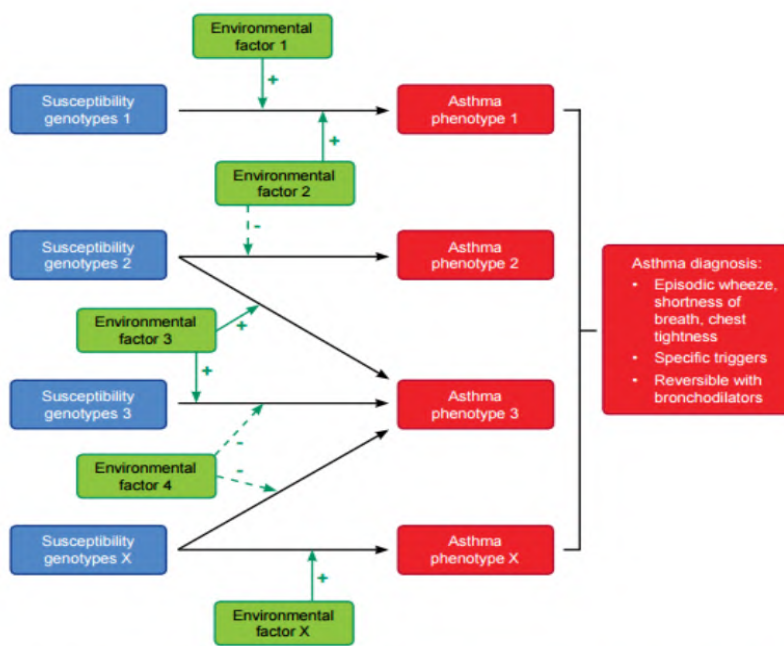 Environmental
factor 1
+
Susceptibility
genotypes 1
Asthma
phenotype 1
+
Environmental
factor 2
-
Susceptibility
genotypes 2
Asthma
phenotype 2
Asthma diagnosis:
• Episodic wheeze,
shortness of
breath, chest
tightness
• Specific triggers
• Reversible with
bronchodilators
Environmental
factor 3
+
+
Susceptibility
genotypes 3
Asthma
phenotype 3
-
Environmental
factor 4
-
Susceptibility
genotypes X
Asthma
phenotype X
+
Environmental
factor X